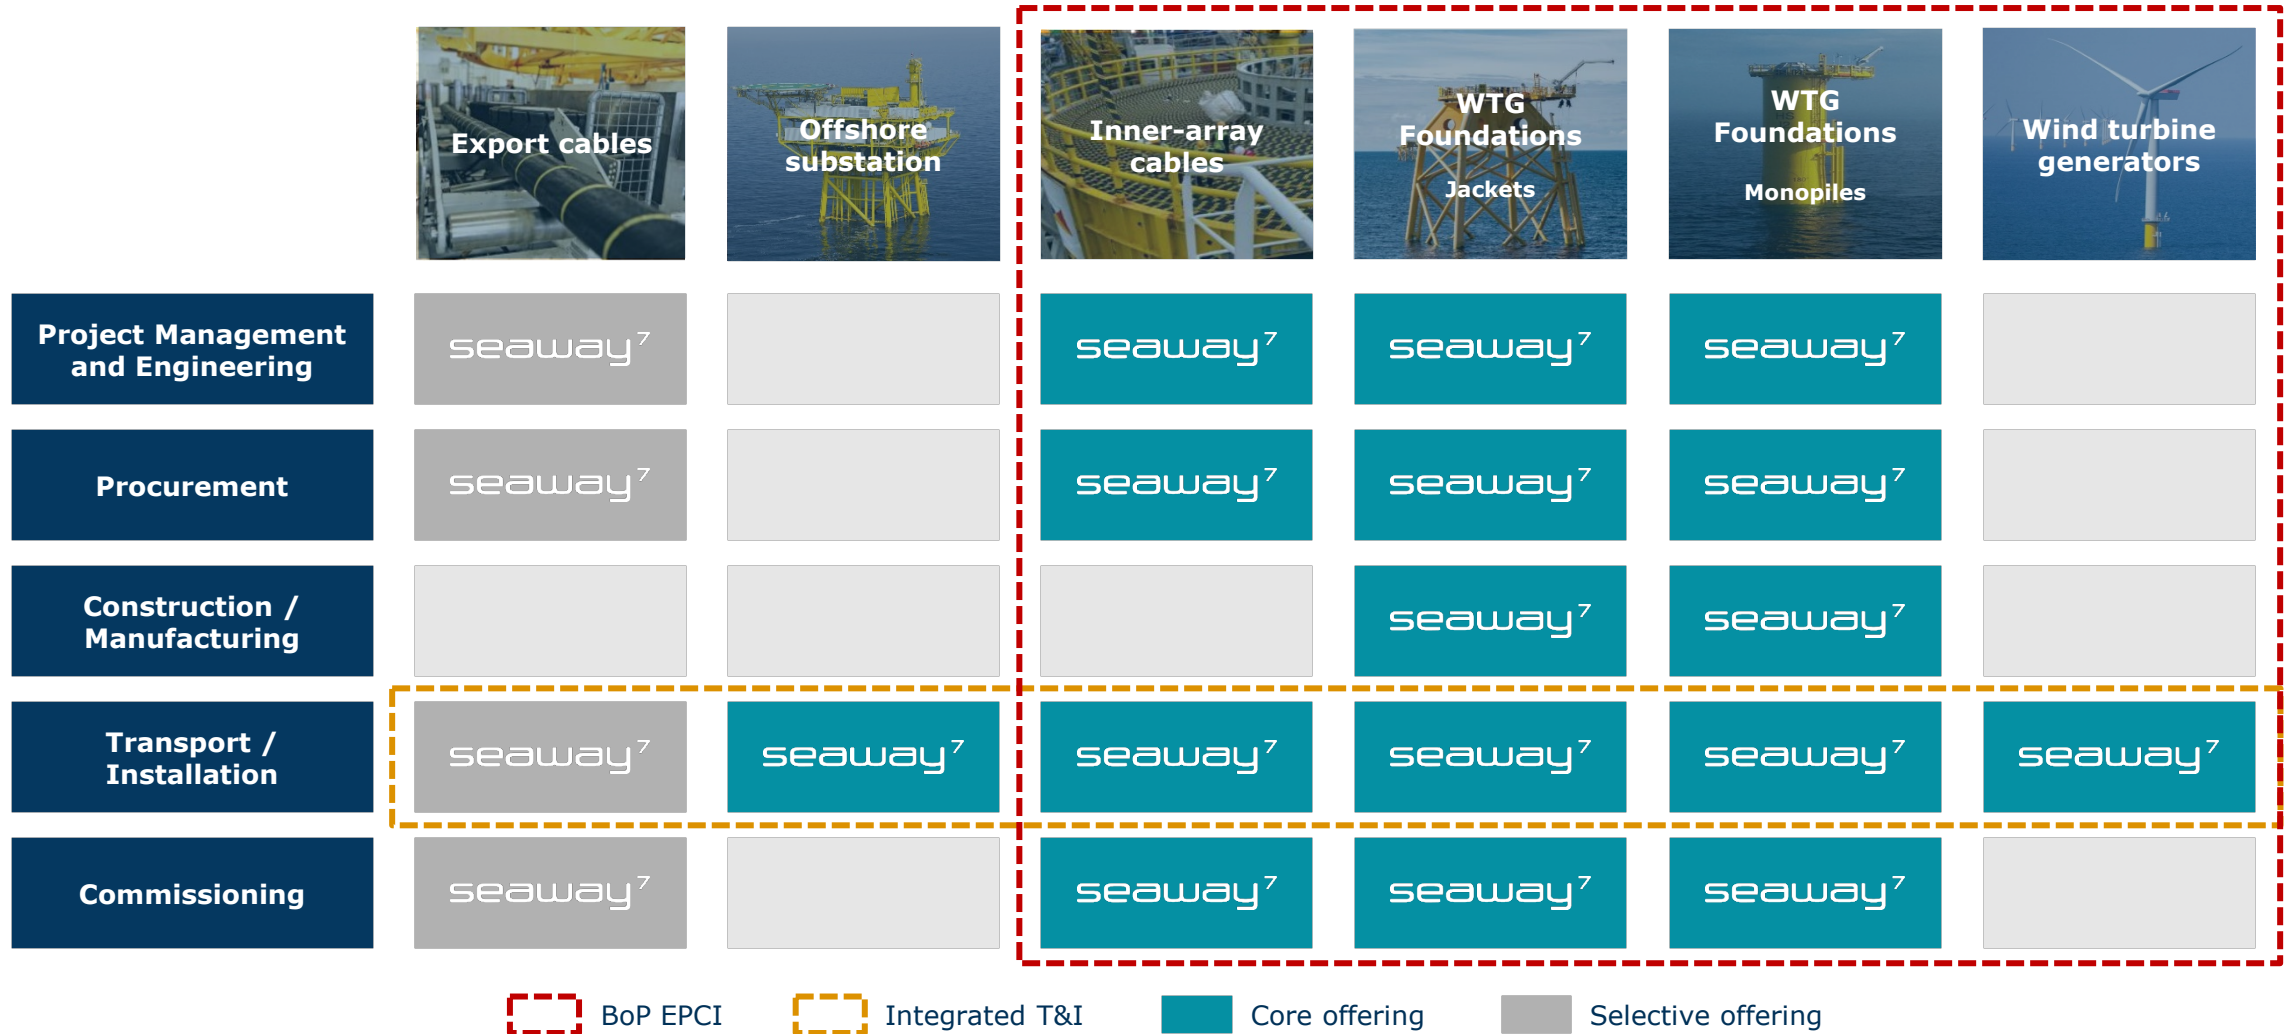 Export cables
Offshore
substation
Inner-array
cables
WTG
Foundations
Jackets
WTG
Foundations
Monopiles
Wind turbine
generators
Project Management
and Engineering
seaway7
seaway7
seaway7
seaway7
Procurement
seaway7
seaway7
seaway7
seaway7
Construction /
Manufacturing
seaway7
seaway7
Transport /
Installation
seaway7
seaway7
seaway7
seaway7
seaway7
seaway7
Commissioning
seaway7
seaway7
seaway7
seaway7
BoP EPCI
Integrated T&I
Core offering
Selective offering